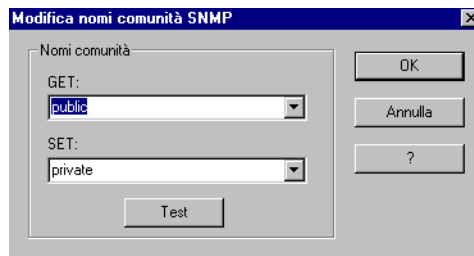 Modifica nomi comunità SNMP
Nomi comunità
GET:
public
SET:
private
Test
OK
Annulla
?